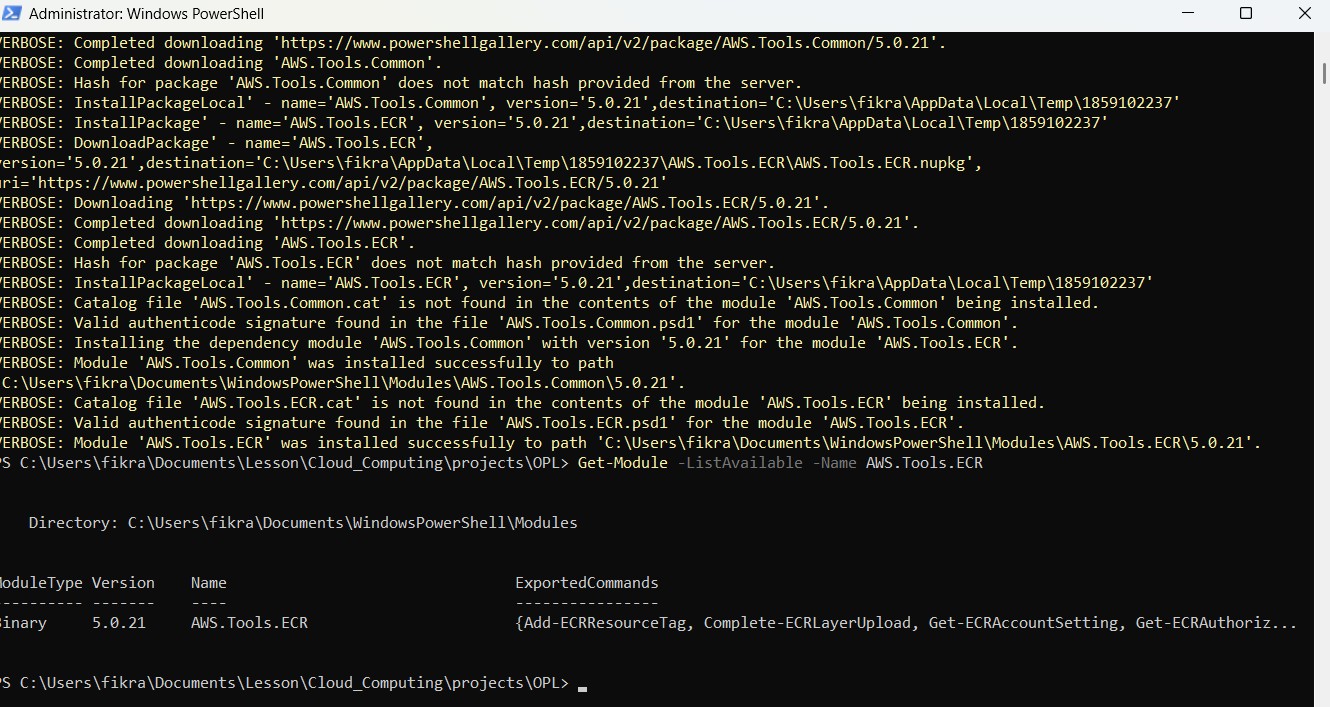 Administrator: Windows PowerShell
VERBOSE: Completed downloading 'https://www.powershellgallery.com/api/v2/package/AWS.Tools.Common/5.0.21'.
VERBOSE: Completed downloading 'AWS.Tools.Common'.
VERBOSE: Hash for package 'AWS.Tools.Common' does not match hash provided from the server.
VERBOSE: InstallPackageLocal' - name='AWS.Tools.Common', version='5.0.21',destination='C:\Users\fikra\AppData\Local\Temp\1859102237'
VERBOSE: InstallPackage' - name='AWS.Tools.ECR', version='5.0.21',destination='C:\Users\fikra\AppData\Local\Temp\1859102237'
VERBOSE: DownloadPackage' - name='AWS.Tools.ECR',
version='5.0.21',destination='C:\Users\fikra\AppData\Local\Temp\1859102237\AWS.Tools.ECR\AWS.Tools.ECR.nupkg',
uri='https://www.powershellgallery.com/api/v2/package/AWS.Tools.ECR/5.0.21'
VERBOSE: Downloading 'https://www.powershellgallery.com/api/v2/package/AWS.Tools.ECR/5.0.21'.
VERBOSE: Completed downloading 'https://www.powershellgallery.com/api/v2/package/AWS.Tools.ECR/5.0.21'.
VERBOSE: Completed downloading 'AWS.Tools.ECR'.
VERBOSE: Hash for package 'AWS.Tools.ECR' does not match hash provided from the server.
VERBOSE: InstallPackageLocal' - name='AWS.Tools.ECR', version='5.0.21',destination='C:\Users\fikra\AppData\Local\Temp\1859102237'
VERBOSE: Catalog file 'AWS.Tools.Common.cat' is not found in the contents of the module 'AWS.Tools.Common' being installed.
VERBOSE: Valid authenticode signature found in the file 'AWS.Tools.Common.psd1' for the module 'AWS.Tools.Common'.
VERBOSE: Installing the dependency module 'AWS.Tools.Common' with version '5.0.21' for the module 'AWS.Tools.ECR'.
VERBOSE: Module 'AWS.Tools.Common' was installed successfully to path
'C:\Users\fikra\Documents\WindowsPowerShell\Modules\AWS.Tools.Common\5.0.21'.
VERBOSE: Catalog file 'AWS.Tools.ECR.cat' is not found in the contents of the module 'AWS.Tools.ECR' being installed.
VERBOSE: Valid authenticode signature found in the file 'AWS.Tools.ECR.psd1' for the module 'AWS.Tools.ECR'.
VERBOSE: Module 'AWS.Tools.ECR' was installed successfully to path 'C:\Users\fikra\Documents\WindowsPowerShell\Modules\AWS.Tools.ECR\5.0.21'.
PS C:\Users\fikra\Documents\Lesson\Cloud_Computing\projects\OPL> Get-Module -ListAvailable -Name AWS.Tools.ECR
Directory: C:\Users\fikra\Documents\WindowsPowerShell\Modules
ModuleType Version Name ExportedCommands
---------- ------- ---- ----------------
Binary 5.0.21 AWS.Tools.ECR {Add-ECRResourceTag, Complete-ECRLayerUpload, Get-ECRAccountSetting, Get-ECRAuthoriz...
PS C:\Users\fikra\Documents\Lesson\Cloud_Computing\projects\OPL>